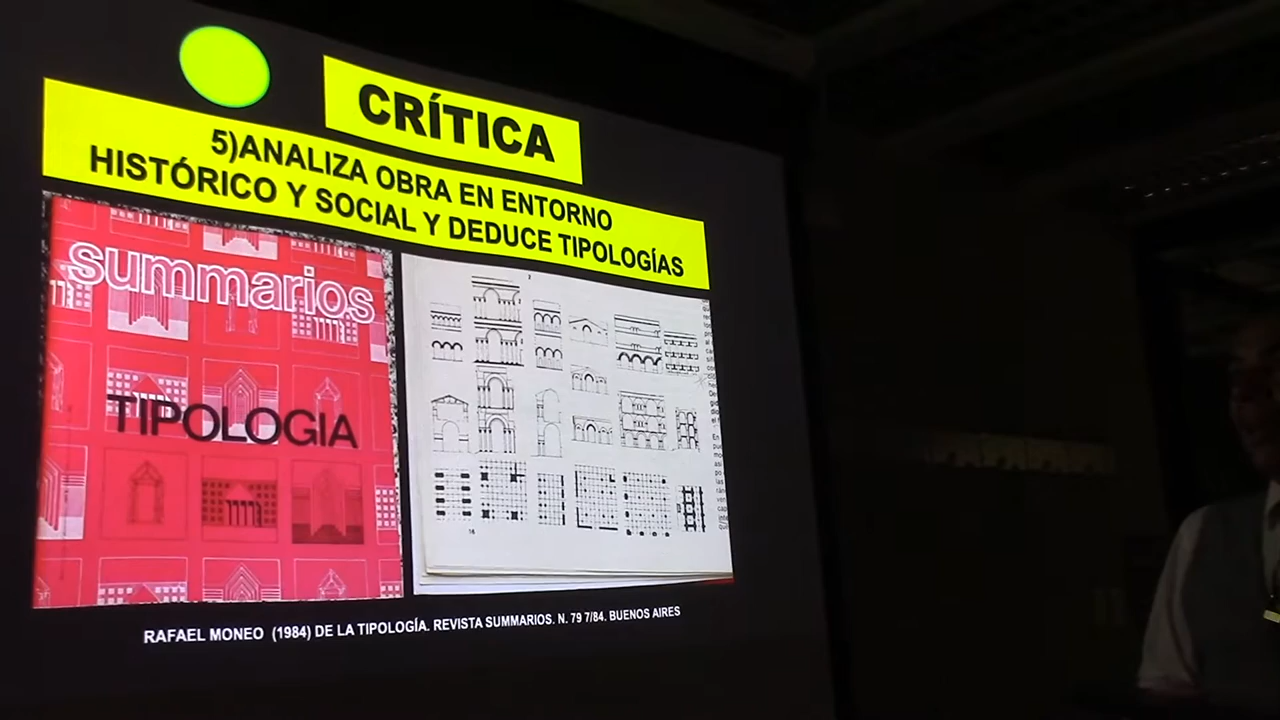 CRÍTICA
5)ANALIZA OBRA EN ENTORNO
HISTÓRICO Y SOCIAL Y DEDUCE TIPOLOGÍAS
summarios
TIPOLOGIA
16
RAFAEL MONEO (1984) DE LA TIPOLOGÍA. REVISTA SUMMARIOS. N. 79 7/84. BUENOS AIRES